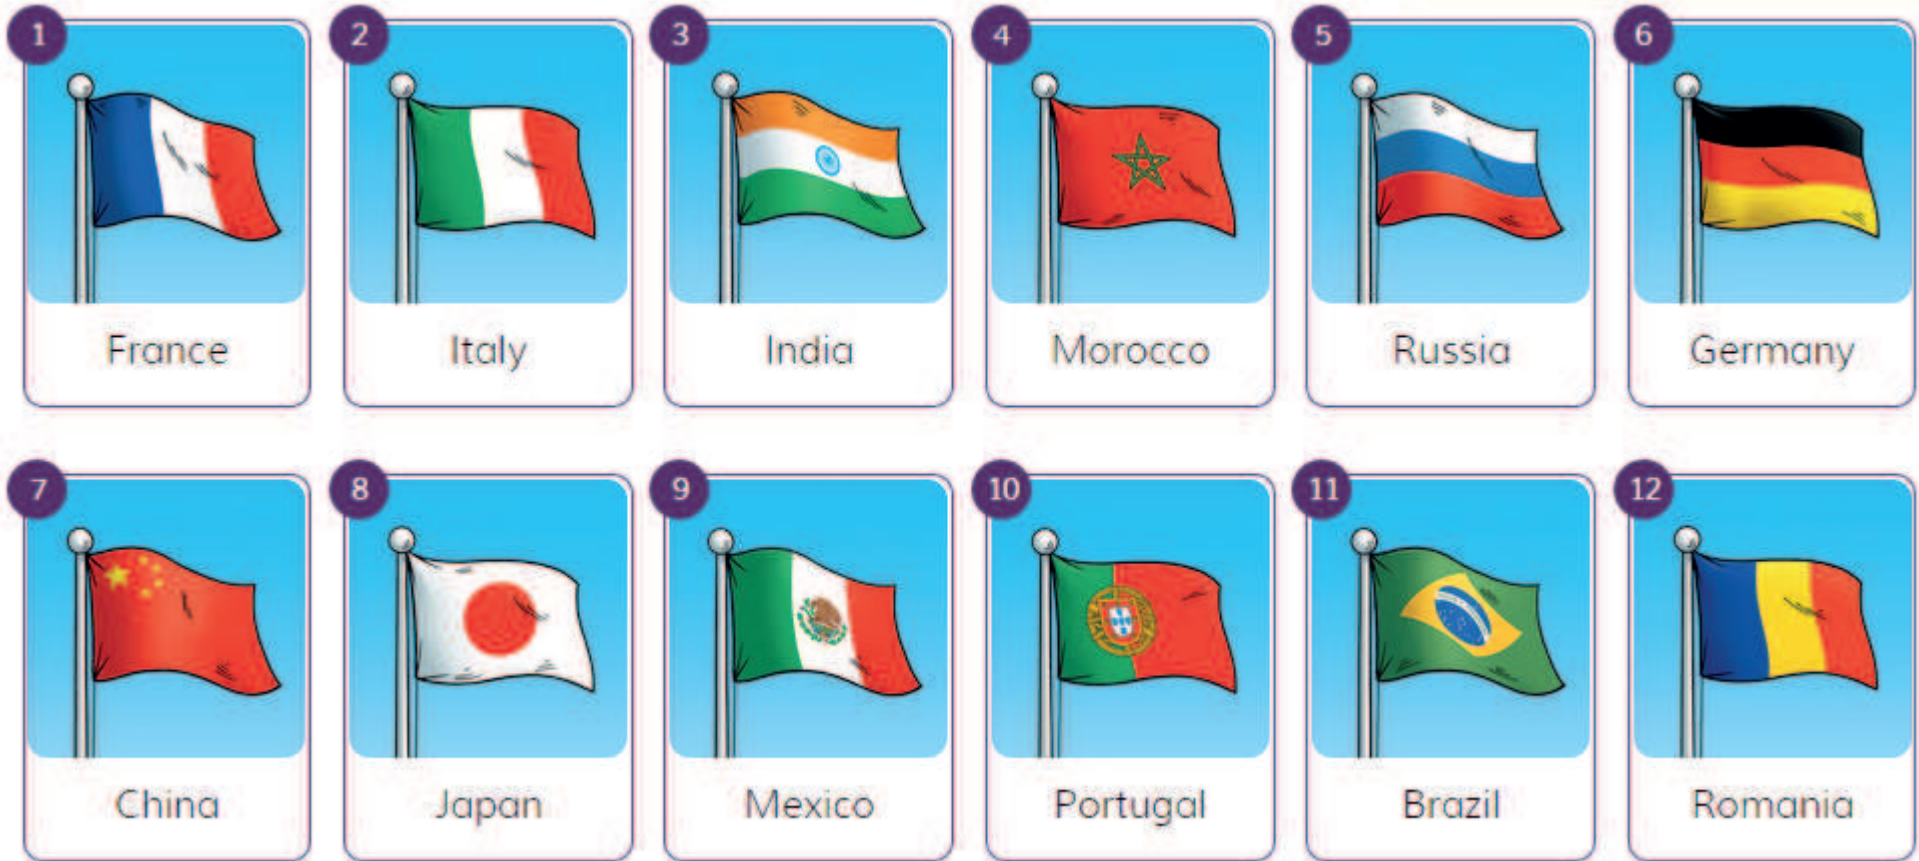 1 2 3 4 5 6
France Italy India Morocco Russia Germany
7 8 9 10 11 12
China Japan Mexico Portugal Brazil Romania